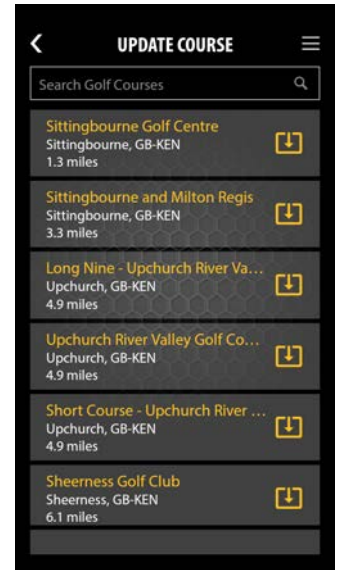 UPDATE COURSE
Search Golf Courses
Sittingbourne Golf Centre
Sittingbourne, GB-KEN
1.3 miles
Sittingbourne and Milton Regis
Sittingbourne, GB-KEN
3.3 miles
Long Nine - Upchurch River Va...
Upchurch, GB-KEN
4.9 miles
Upchurch River Valley Golf Co...
Upchurch, GB-KEN
4.9 miles
Short Course - Upchurch River ...
Upchurch, GB-KEN
4.9 miles
Sheerness Golf Club
Sheerness, GB-KEN
6.1 miles